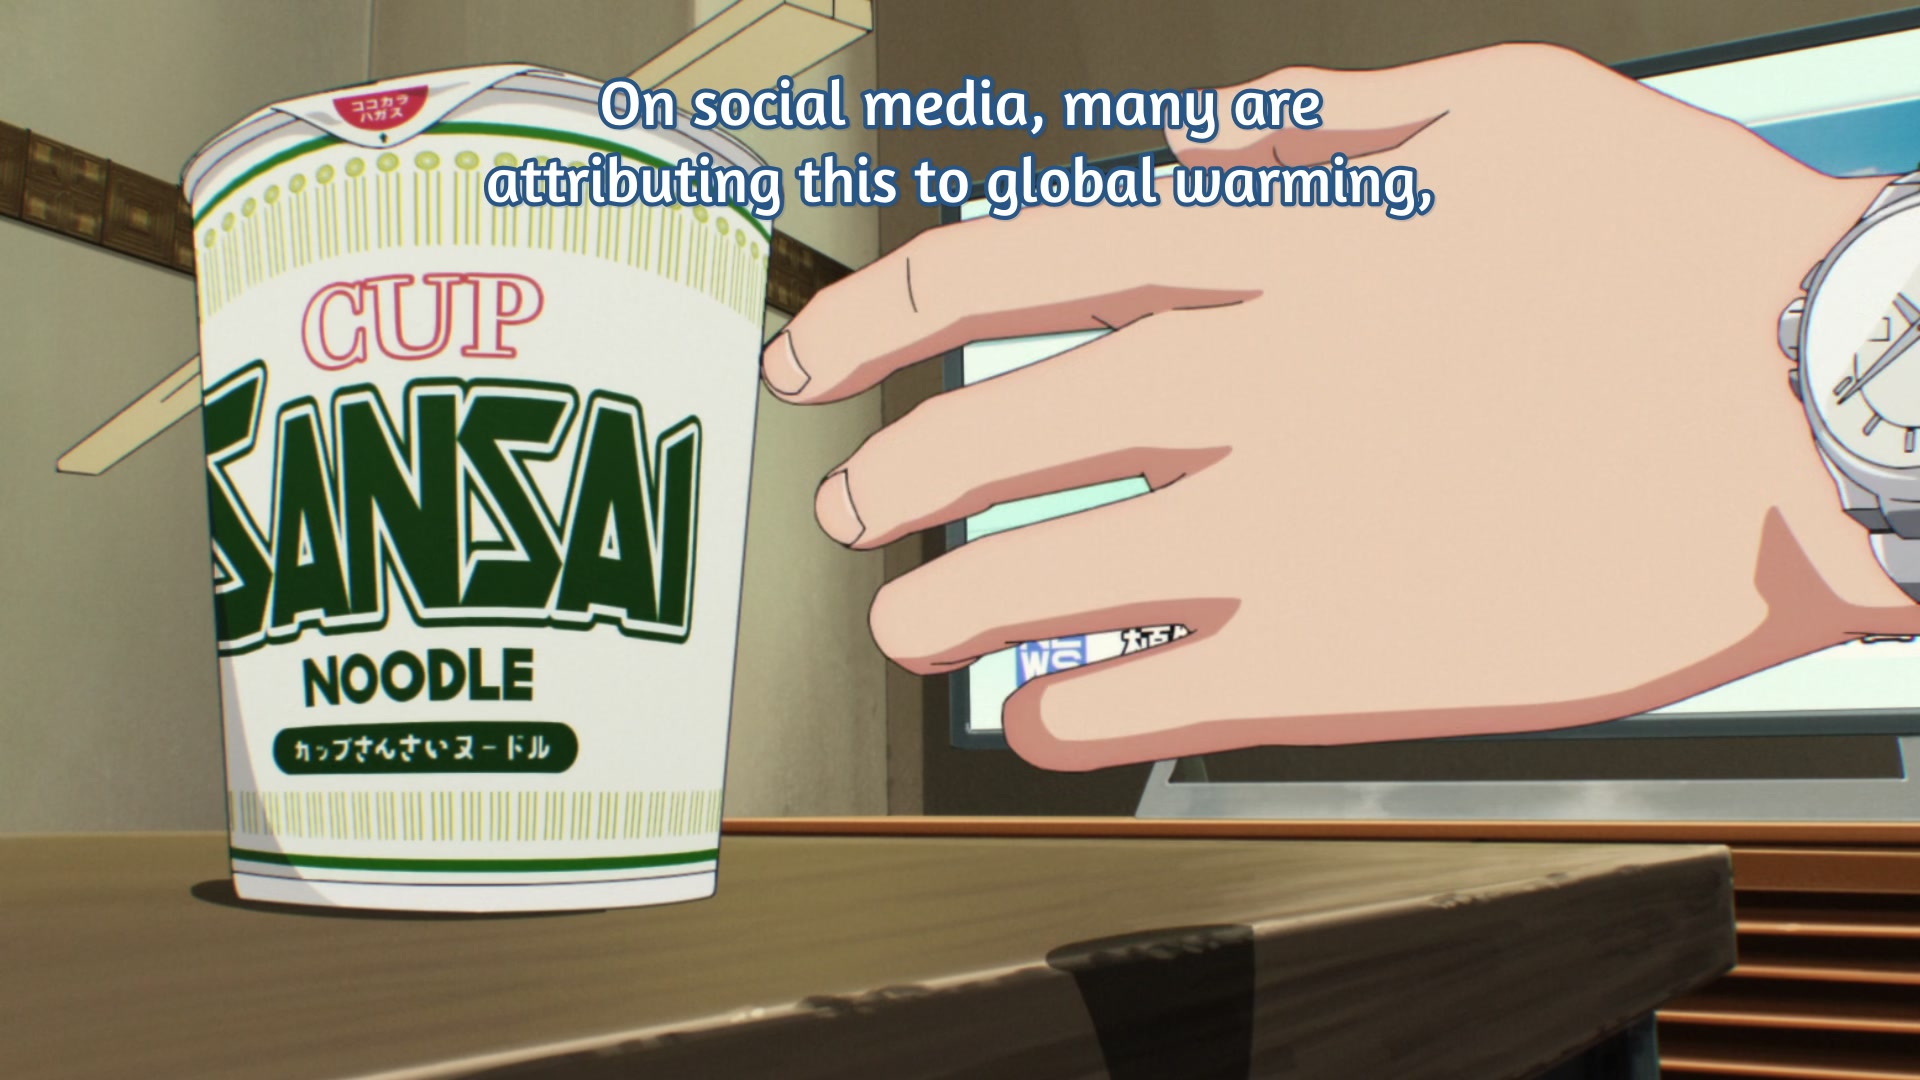 On social media, many are
attributing this to global warming,
ココカラ
ハガス
CUP
SANSAI
NOODLE
カップさんさいヌードル